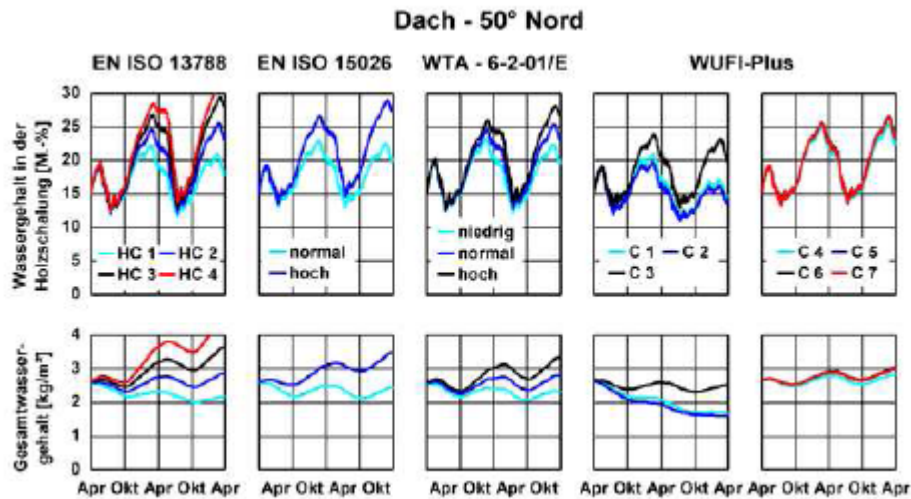 Dach - 50° Nord
EN ISO 13788 EN ISO 15026 WTA - 6-2-01/E WUFI-Plus
Wassergehalt in der
Holzschalung [M.-%]
30
25
20
15
10
5
0
HC 1 HC 2
HC 3 HC 4
normal
hoch
niedrig
normal
hoch
C 1 C 2
C 3
C 4 C 5
C 6 C 7
Gesamtwasser-
gehalt [kg/m²]
4
3
2
1
0
Apr Okt Apr Okt Apr Apr Okt Apr Okt Apr Okt Apr Okt Apr Okt Apr Okt Apr Okt Apr Okt